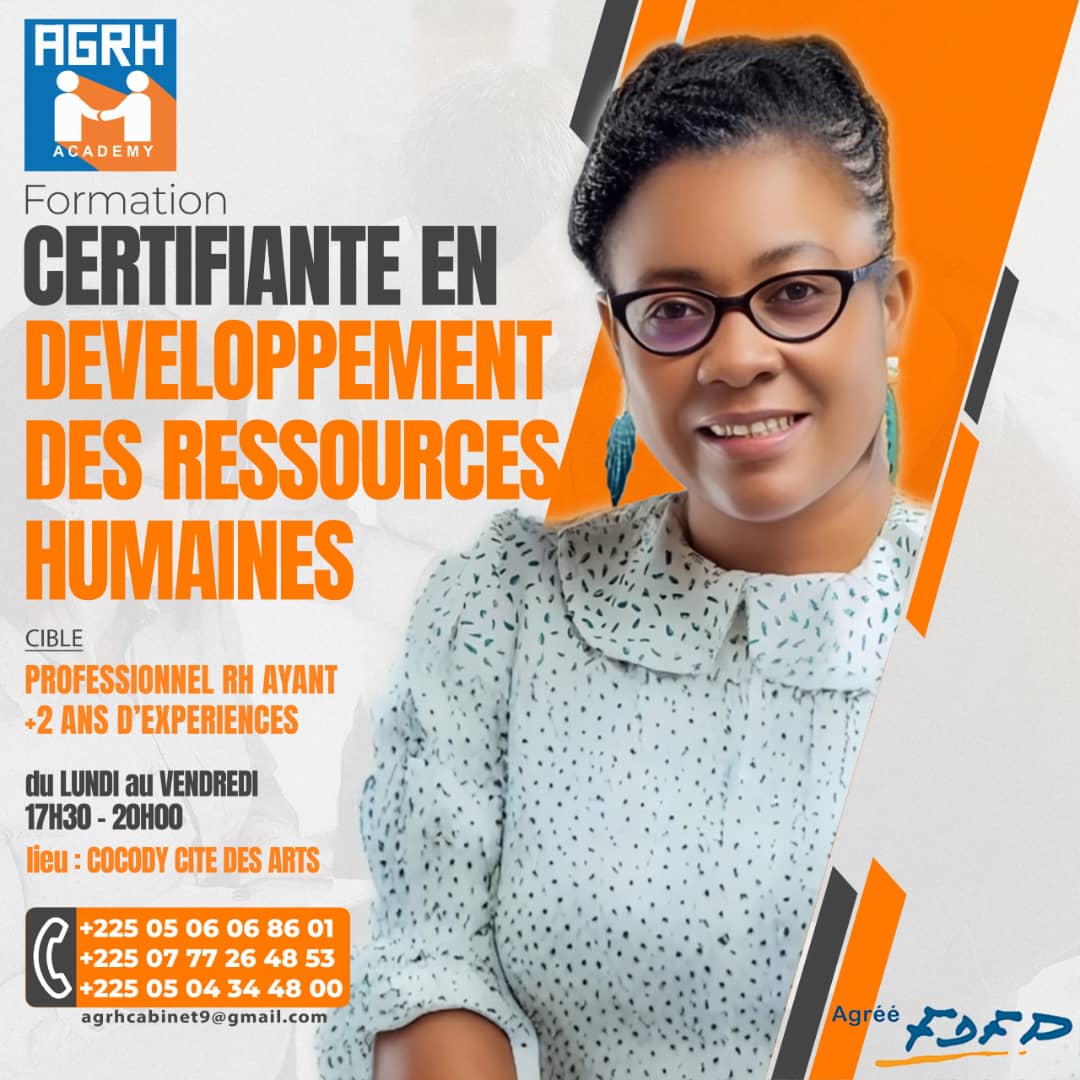 AGRH
ACADEMY
Formation
CERTIFIANTE EN
DEVELOPPEMENT
DES RESSOURCES
HUMAINES
CIBLE
PROFESSIONNEL RH AYANT
+2 ANS D'EXPERIENCES
du LUNDI au VENDREDI
17H30 - 20H00
lieu : COCODY CITE DES ARTS
+225 05 06 06 86 01
+225 07 77 26 48 53
+225 05 04 34 48 00
agrhcabinet9@gmail.com
Agréé FDFP